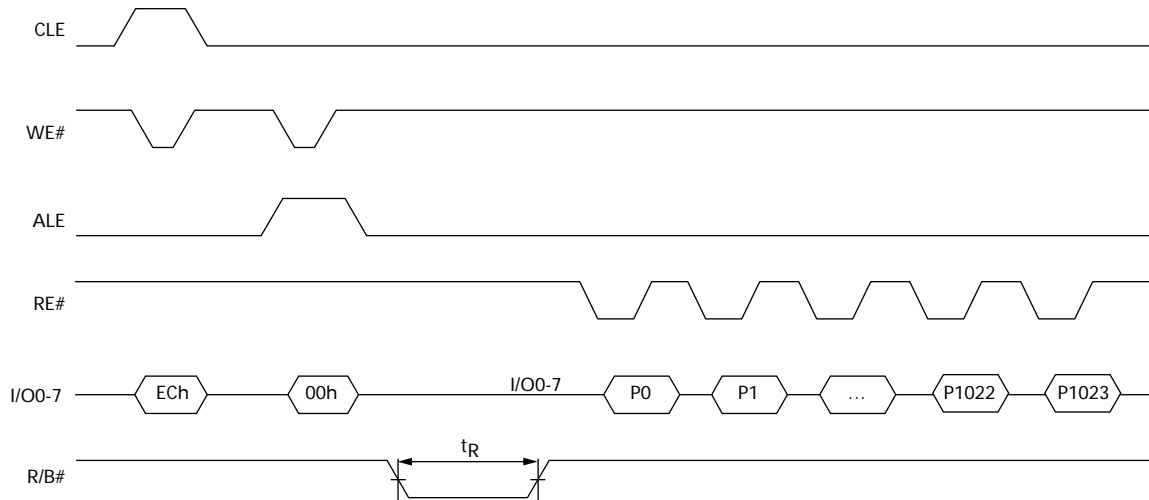 CLE
WE#
ALE
RE#
I/O0-7 ECh 00h I/O0-7 P0 P1 ... P1022 P1023
tR
R/B#